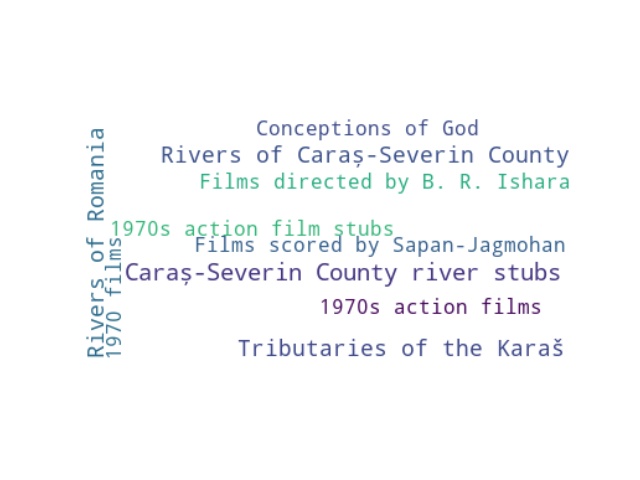 Conceptions of God
Rivers of Caraș-Severin County
Films directed by B. R. Ishara
1970s action film stubs
Films scored by Sapan-Jagmohan
Caraș-Severin County river stubs
1970s action films
Tributaries of the Karaš
Rivers of Romania
1970 films